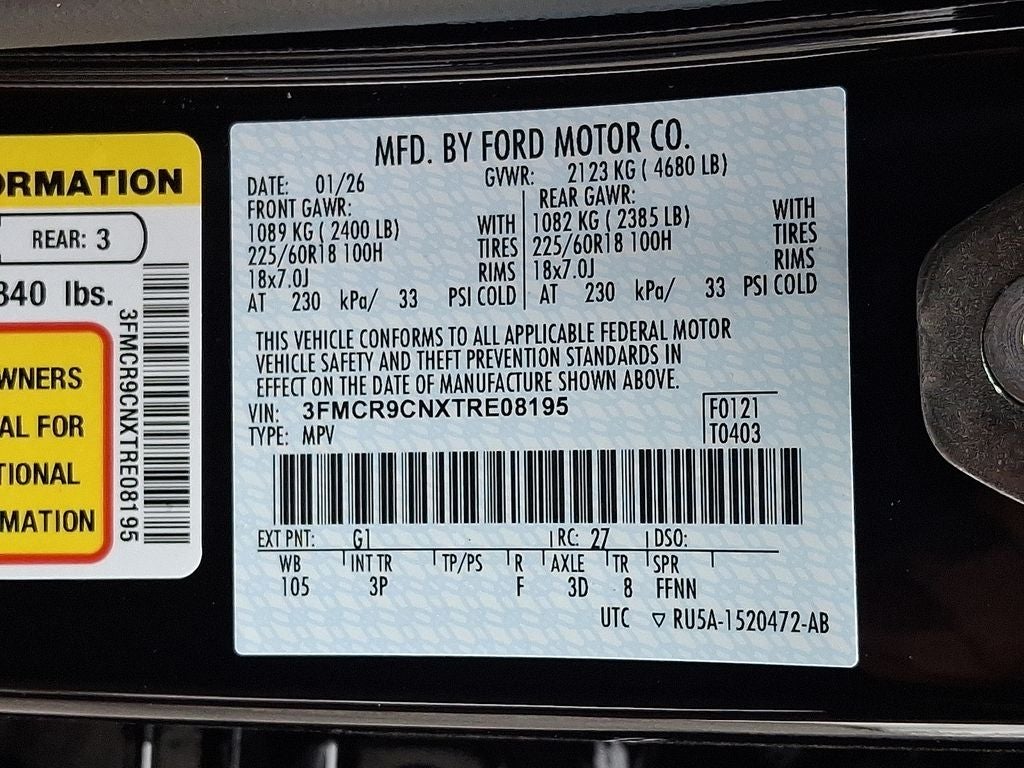 ORMATION
REAR: 3
840 lbs.
WNERS
AL FOR
TIONAL
MATION
3FMCR9CNXTRE08195
MFD. BY FORD MOTOR CO.
DATE: 01/26 GVWR: 2123 KG ( 4680 LB)
FRONT GAWR: REAR GAWR:
1089 KG ( 2400 LB) WITH 1082 KG ( 2385 LB) WITH
225/60R18 100H TIRES 225/60R18 100H TIRES
18x7.0J RIMS 18x7.0J RIMS
AT 230 kPa/ 33 PSI COLD AT 230 kPa/ 33 PSI COLD
THIS VEHICLE CONFORMS TO ALL APPLICABLE FEDERAL MOTOR
VEHICLE SAFETY AND THEFT PREVENTION STANDARDS IN
EFFECT ON THE DATE OF MANUFACTURE SHOWN ABOVE.
VIN: 3FMCR9CNXTRE08195 F0121
TYPE: MPV T0403
EXT PNT: G1 RC: 27 DSO:
WB INT TR TP/PS R AXLE TR SPR
105 3P F 3D 8 FFNN
UTC ▽ RU5A-1520472-AB